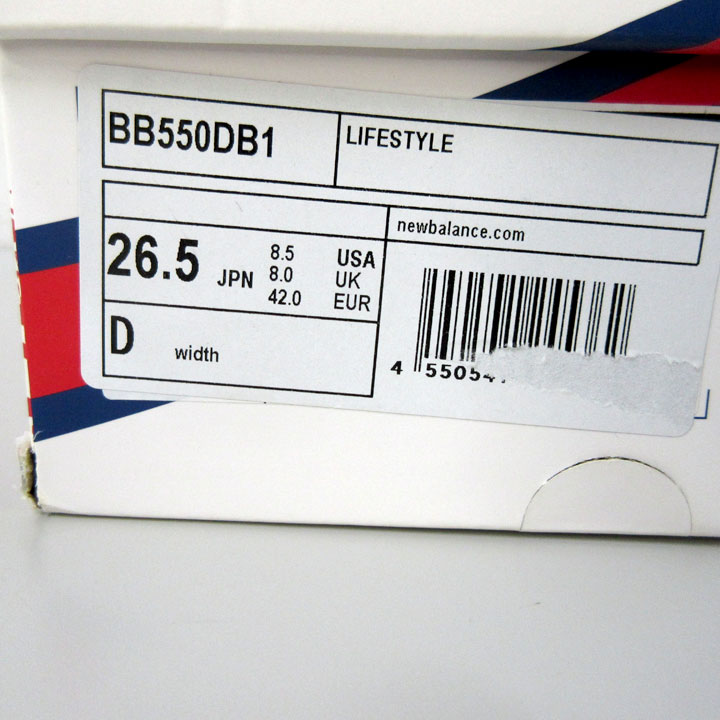 BB550DB1
LIFESTYLE
newbalance.com
26.5 JPN
8.5 USA
8.0 UK
42.0 EUR
D width
4 55054